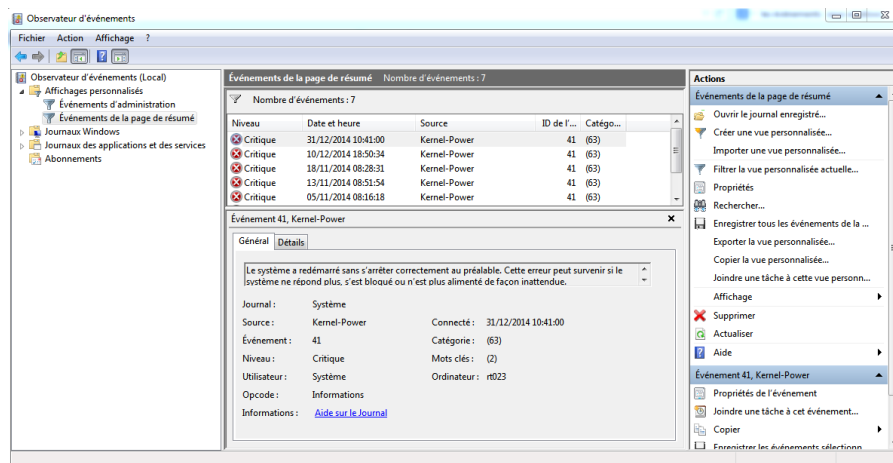 Observateur d'événements
Fichier Action Affichage ?
Observateur d'événements (Local)
Affichages personnalisés
Événements d'administration
Événements de la page de résumé
Journaux Windows
Journaux des applications et des services
Abonnements
Événements de la page de résumé Nombre d'événements : 7
Nombre d'événements : 7
Niveau Date et heure Source ID de l'... Catégo...
Critique 31/12/2014 10:41:00 Kernel-Power 41 (63)
Critique 10/12/2014 18:50:34 Kernel-Power 41 (63)
Critique 18/11/2014 08:28:31 Kernel-Power 41 (63)
Critique 13/11/2014 08:51:54 Kernel-Power 41 (63)
Critique 05/11/2014 08:16:18 Kernel-Power 41 (63)
Événement 41, Kernel-Power
Général Détails
Le système a redémarré sans s'arrêter correctement au préalable. Cette erreur peut survenir si le
système ne répond plus, s'est bloqué ou n'est plus alimenté de façon inattendue.
Journal : Système
Source : Kernel-Power Connecté : 31/12/2014 10:41:00
Événement : 41 Catégorie : (63)
Niveau : Critique Mots clés : (2)
Utilisateur : Système Ordinateur : rt023
Opcode : Informations
Informations : Aide sur le Journal
Actions
Événements de la page de résumé
Ouvrir le journal enregistré...
Créer une vue personnalisée...
Importer une vue personnalisée...
Filtrer la vue personnalisée actuelle...
Propriétés
Rechercher...
Enregistrer tous les événements de la ...
Exporter la vue personnalisée...
Copier la vue personnalisée...
Joindre une tâche à cette vue personn...
Affichage
Supprimer
Actualiser
Aide
Événement 41, Kernel-Power
Propriétés de l'événement
Joindre une tâche à cet événement...
Copier
Enregistrer les événements sélectionn